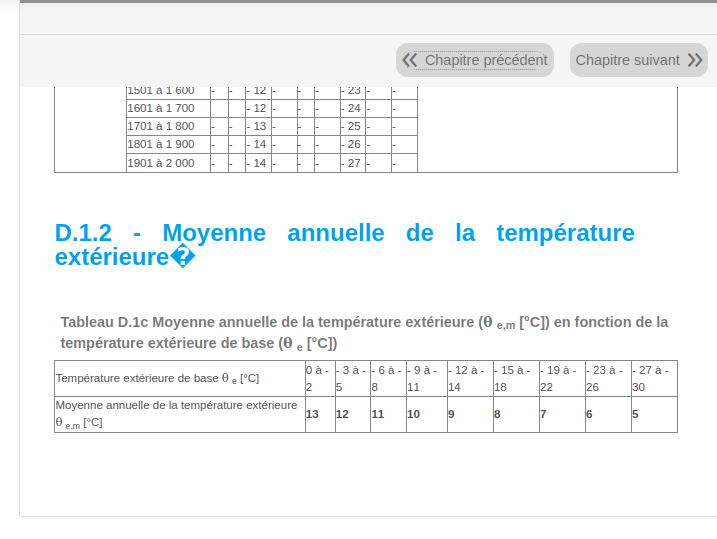 Chapitre précédent Chapitre suivant
1501 à 1 600 - - - 12 - - - - 23 - -
1601 à 1 700 - - - 12 - - - - 24 - -
1701 à 1 800 - - - 13 - - - - 25 - -
1801 à 1 900 - - - 14 - - - - 26 - -
1901 à 2 000 - - - 14 - - - - 27 - -
D.1.2 - Moyenne annuelle de la température
extérieure�
Tableau D.1c Moyenne annuelle de la température extérieure (θ e,m [°C]) en fonction de la
température extérieure de base (θ e [°C])
Température extérieure de base θ e [°C] 0 à - 2 - 3 à - 5 - 6 à - 8 - 9 à - 11 - 12 à - 14 - 15 à - 18 - 19 à - 22 - 23 à - 26 - 27 à - 30
Moyenne annuelle de la température extérieure
θ e,m [°C] 13 12 11 10 9 8 7 6 5